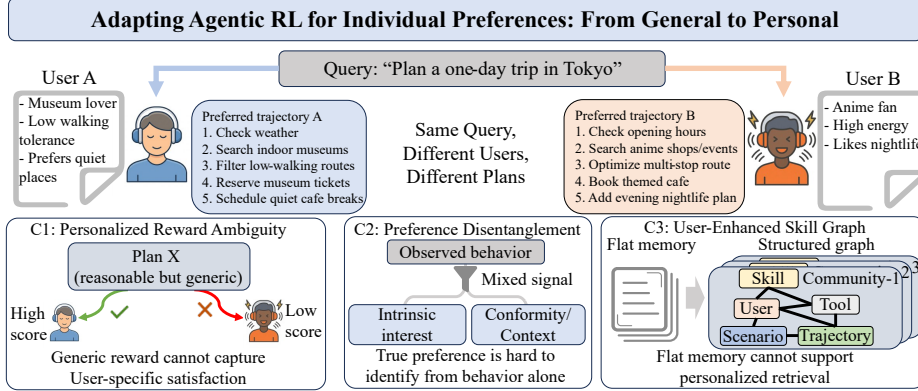 Adapting Agentic RL for Individual Preferences: From General to Personal
Query: “Plan a one-day trip in Tokyo”
User A
- Museum lover
- Low walking
tolerance
- Prefers quiet
places
Preferred trajectory A
1. Check weather
2. Search indoor museums
3. Filter low-walking routes
4. Reserve museum tickets
5. Schedule quiet cafe breaks
Same Query,
Different Users,
Different Plans
Preferred trajectory B
1. Check opening hours
2. Search anime shops/events
3. Optimize multi-stop route
4. Book themed cafe
5. Add evening nightlife plan
User B
- Anime fan
- High energy
- Likes nightlife
C1: Personalized Reward Ambiguity
Plan X
(reasonable but generic)
High
score
Low
score
Generic reward cannot capture
User-specific satisfaction
C2: Preference Disentanglement
Observed behavior
Mixed signal
Intrinsic
interest
Conformity/
Context
True preference is hard to
identify from behavior alone
C3: User-Enhanced Skill Graph
Flat memory
Structured graph
Skill
Community-1
2
3
User
Tool
Scenario
Trajectory
Flat memory cannot support
personalized retrieval